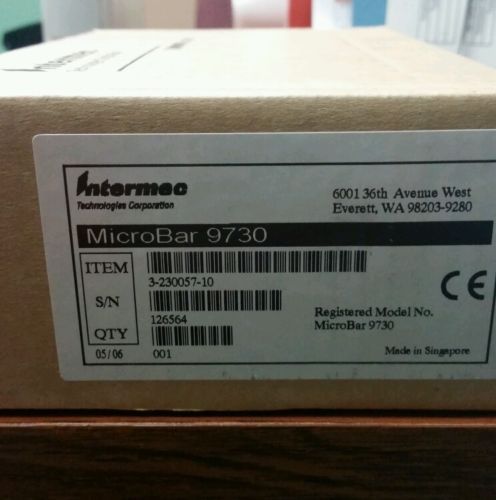 Intermec
Intermec
Technologies Corporation
6001 36th Avenue West
Everett, WA 98203-9280
MicroBar 9730
ITEM
3-230057-10
S/N
126564
QTY
001
05/06
CE
Registered Model No.
MicroBar 9730
Made in Singapore